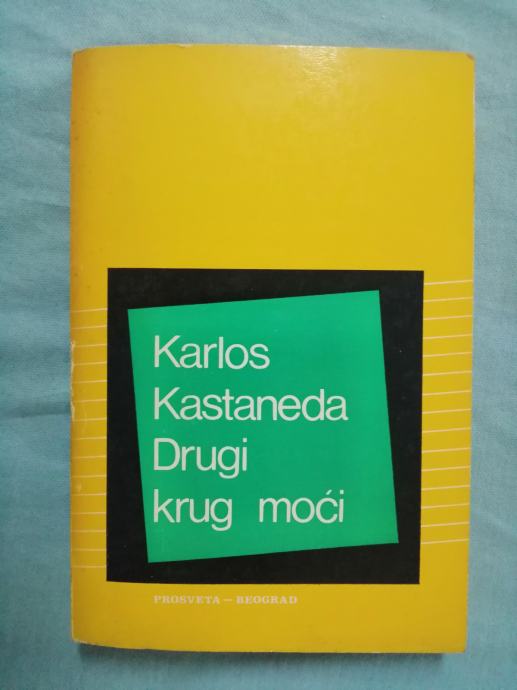 Karlos
Kastaneda
Drugi
krug moći
PROSVETA — BEOGRAD